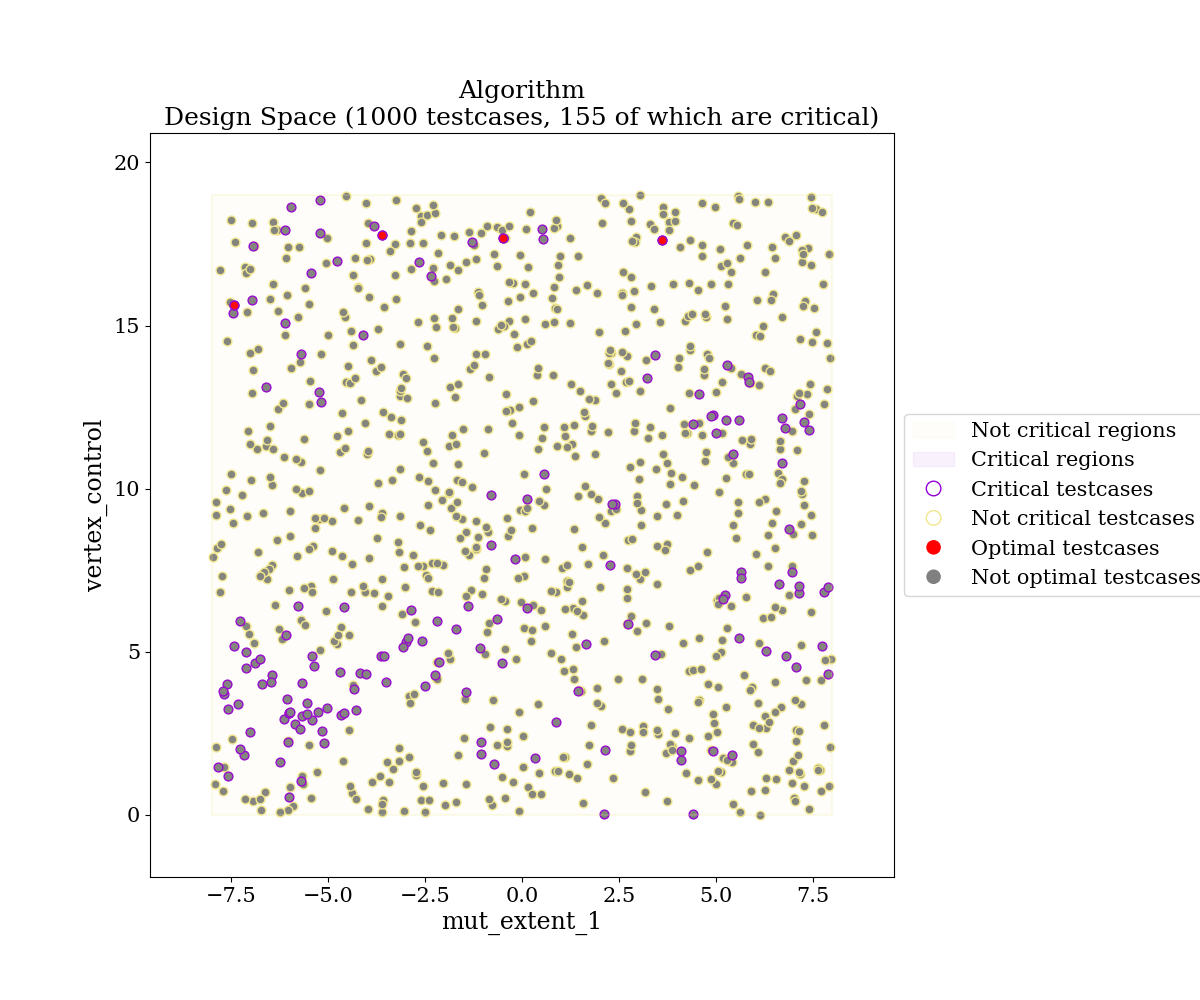 Algorithm
Design Space (1000 testcases, 155 of which are critical)
20
15
10
5
0
vertex_control
−7.5
−5.0
−2.5
0.0
2.5
5.0
7.5
mut_extent_1
Not critical regions
Critical regions
Critical testcases
Not critical testcases
Optimal testcases
Not optimal testcases